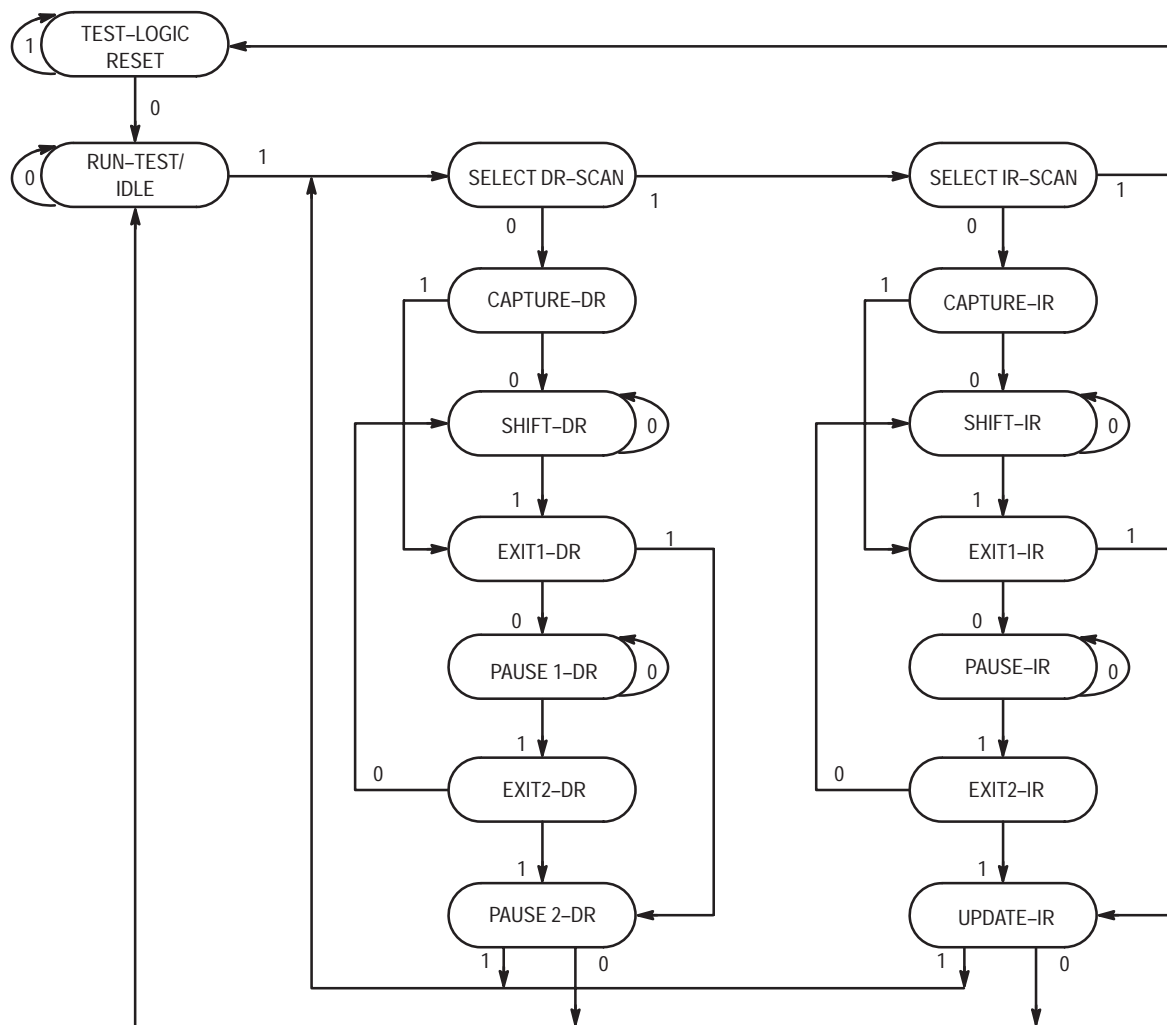 TEST–LOGIC
RESET
1
0
RUN–TEST/
IDLE
0
1
SELECT DR–SCAN
1
SELECT IR–SCAN
1
0
0
CAPTURE–DR
1
CAPTURE–IR
1
0
0
SHIFT–DR
0
SHIFT–IR
0
1
1
EXIT1–DR
1
EXIT1–IR
1
0
0
PAUSE 1–DR
0
PAUSE–IR
0
1
1
0
EXIT2–DR
0
EXIT2–IR
1
1
PAUSE 2–DR
UPDATE–IR
1
0
1
0